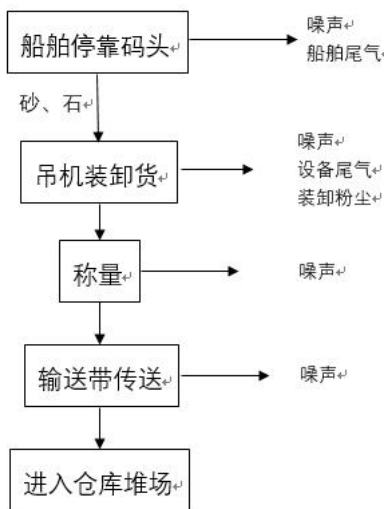 船舶停靠码头
噪声
船舶尾气
砂、石
吊机装卸货
噪声
设备尾气
装卸粉尘
称量
噪声
输送带传送
噪声
进入仓库堆场